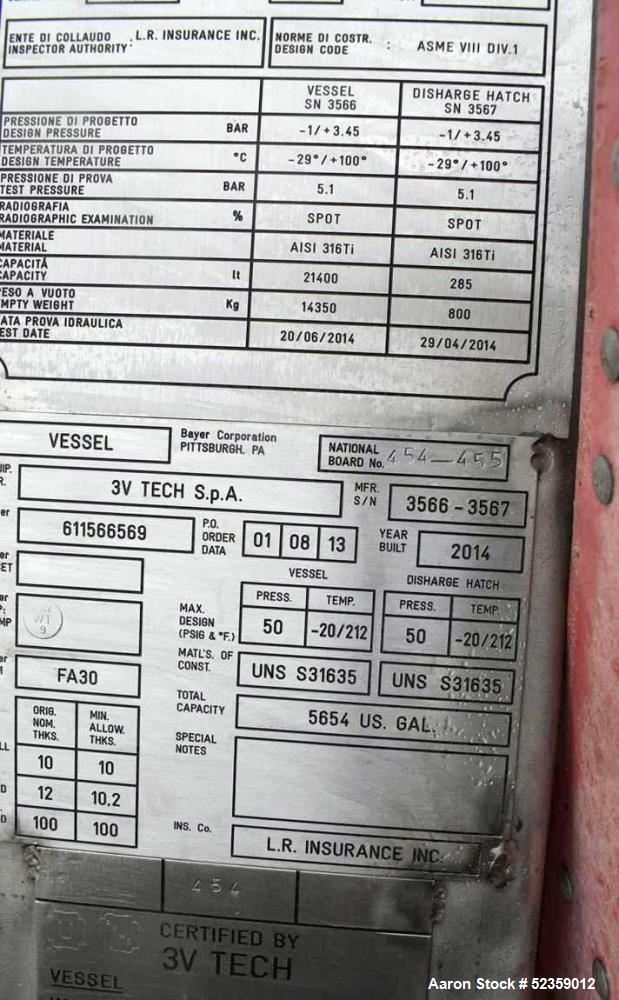 ENTE DI COLLAUDO : L.R. INSURANCE INC.
INSPECTOR AUTHORITY
NORME DI COSTR. : ASME VIII DIV.1
DESIGN CODE
VESSEL DISHARGE HATCH
SN 3566 SN 3567
PRESSIONE DI PROGETTO
DESIGN PRESSURE BAR -1/+3.45 -1/+3.45
TEMPERATURA DI PROGETTO
DESIGN TEMPERATURE °C -29°/+100° -29°/+100°
PRESSIONE DI PROVA
TEST PRESSURE BAR 5.1 5.1
RADIOGRAFIA
RADIOGRAPHIC EXAMINATION % SPOT SPOT
MATERIALE
MATERIAL AISI 316Ti AISI 316Ti
CAPACITÁ
CAPACITY lt 21400 285
PESO A VUOTO
EMPTY WEIGHT Kg 14350 800
DATA PROVA IDRAULICA
TEST DATE 20/06/2014 29/04/2014
VESSEL
Bayer Corporation
PITTSBURGH, PA
NATIONAL
BOARD No. 454-455
3V TECH S.p.A.
MFR.
S/N 3566-3567
611566569
P.O.
ORDER
DATA 01 08 13
YEAR
BUILT 2014
VESSEL DISHARGE HATCH
PRESS. TEMP. PRESS. TEMP.
MAX.
DESIGN
(PSIG & °F.) 50 -20/212 50 -20/212
WT
9
MATL'S. OF
CONST. UNS S31635 UNS S31635
FA30
TOTAL
CAPACITY 5654 US. GAL.
ORIG.
NOM.
THKS.
MIN.
ALLOW.
THKS.
SPECIAL
NOTES
10 10
12 10.2
100 100
INS. Co. L.R. INSURANCE INC.
454
CERTIFIED BY
3V TECH
VESSEL
Aaron Stock # 52359012